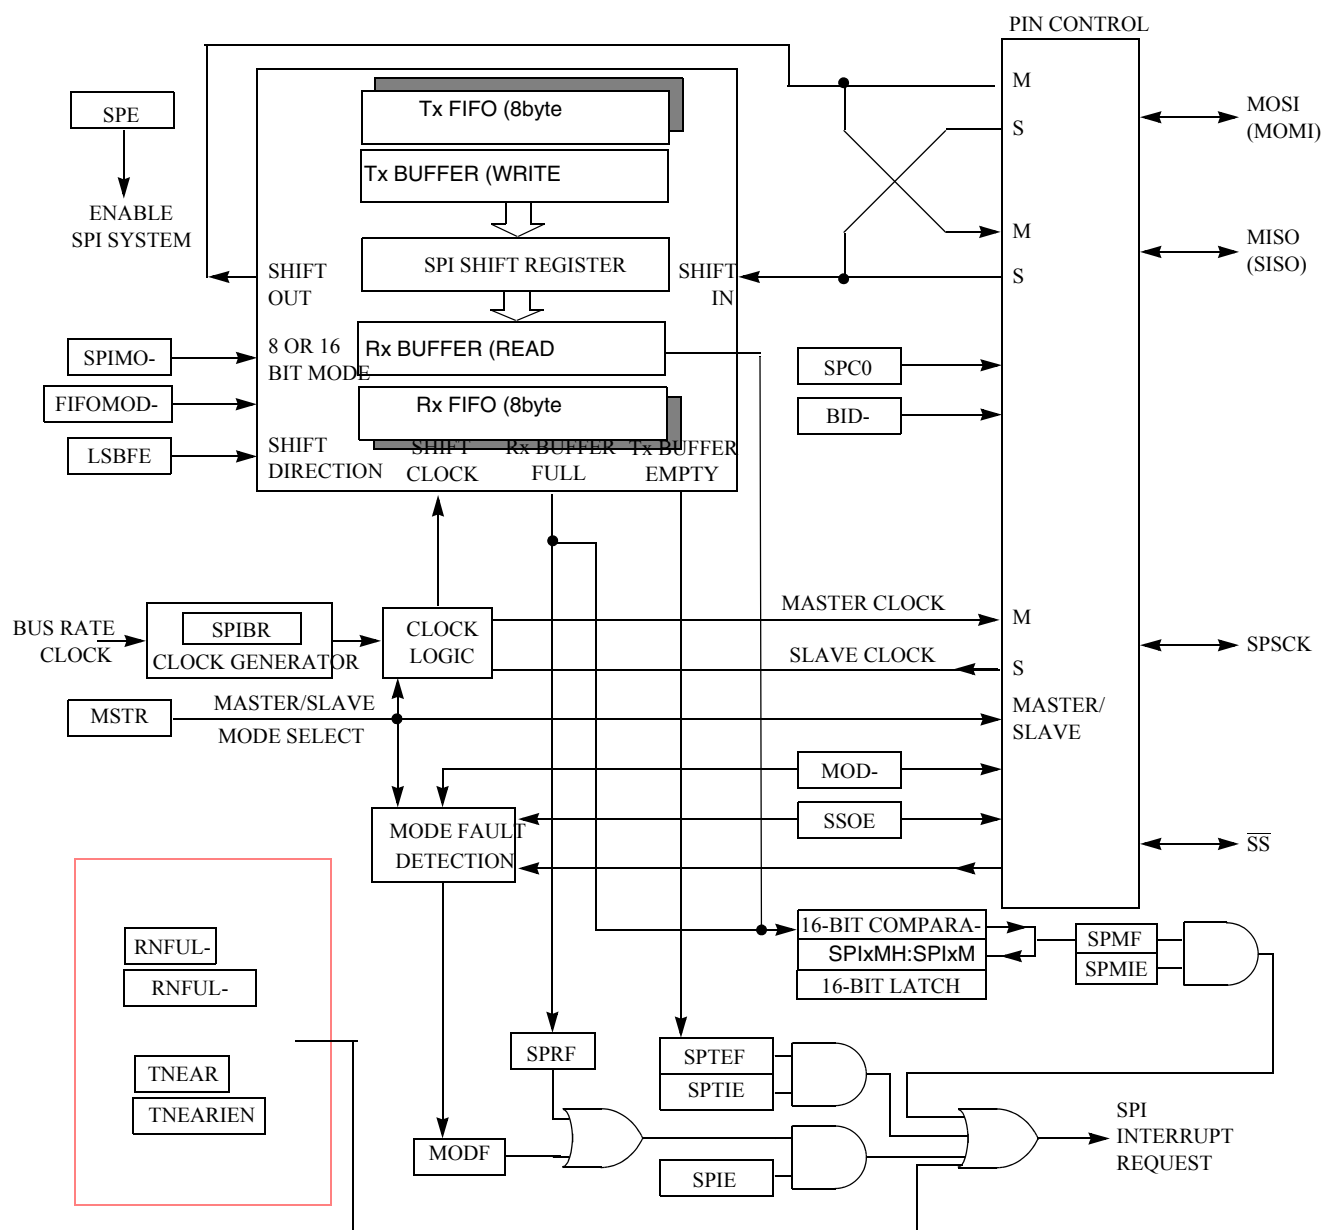 PIN CONTROL
Tx FIFO (8byte
Tx BUFFER (WRITE
SPI SHIFT REGISTER
Rx BUFFER (READ
Rx FIFO (8byte
SPE
ENABLE
SPI SYSTEM
SHIFT
OUT
SHIFT
IN
8 OR 16
BIT MODE
SHIFT
DIRECTION
SHIFT
CLOCK
Rx BUFFER
FULL
Tx BUFFER
EMPTY
SPIMO-
FIFOMOD-
LSBFE
M
S
M
S
MOSI
(MOMI)
MISO
(SISO)
SPC0
BID-
BUS RATE
CLOCK
SPIBR
CLOCK GENERATOR
CLOCK
LOGIC
MASTER CLOCK
M
SLAVE CLOCK
S
SPSCK
MSTR
MASTER/SLAVE
MODE SELECT
MASTER/
SLAVE
MOD-
SSOE
MODE FAULT
DETECTION
SS
16-BIT COMPARA-
SPIxMH:SPIxM
16-BIT LATCH
SPMF
SPMIE
RNFUL-
RNFUL-
TNEAR
TNEARIEN
SPRF
SPTEF
SPTIE
MODF
SPIE
SPI
INTERRUPT
REQUEST